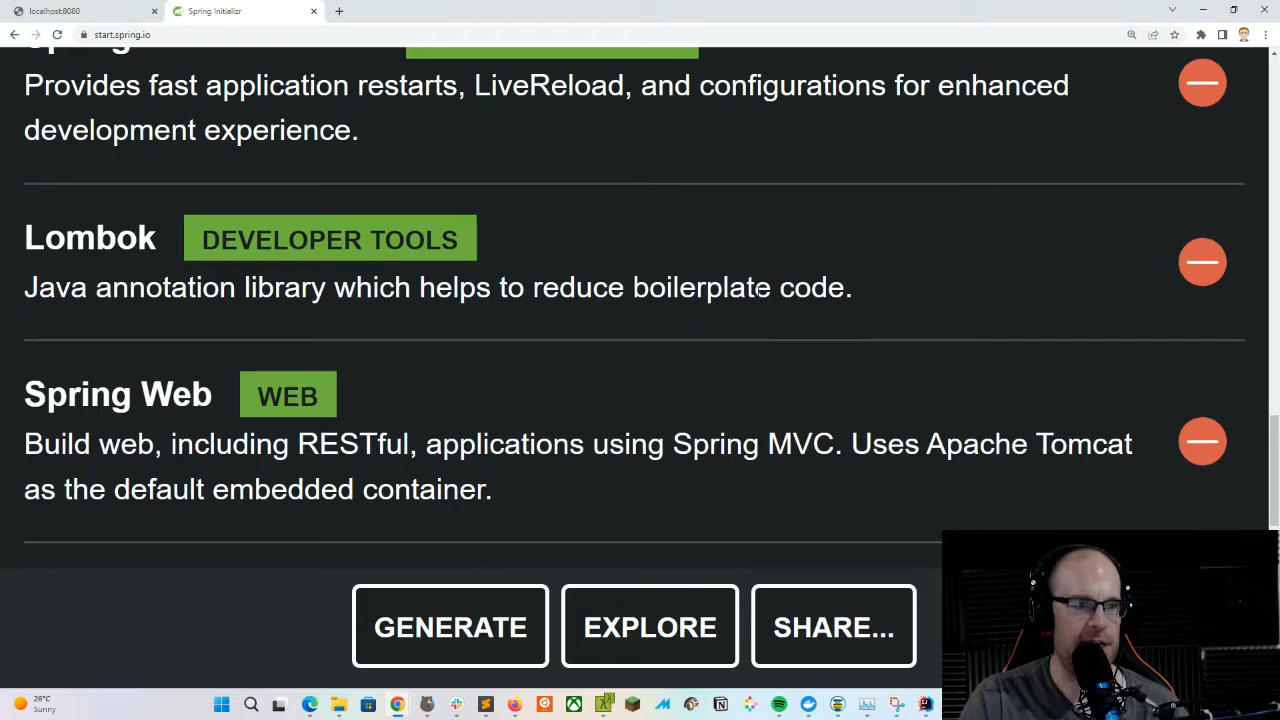 localhost:8080
Spring Initializr
start.spring.io
Spring
Provides fast application restarts, LiveReload, and configurations for enhanced
development experience.
Lombok DEVELOPER TOOLS
Java annotation library which helps to reduce boilerplate code.
Spring Web WEB
Build web, including RESTful, applications using Spring MVC. Uses Apache Tomcat
as the default embedded container.
GENERATE EXPLORE SHARE...
26°C
Sunny